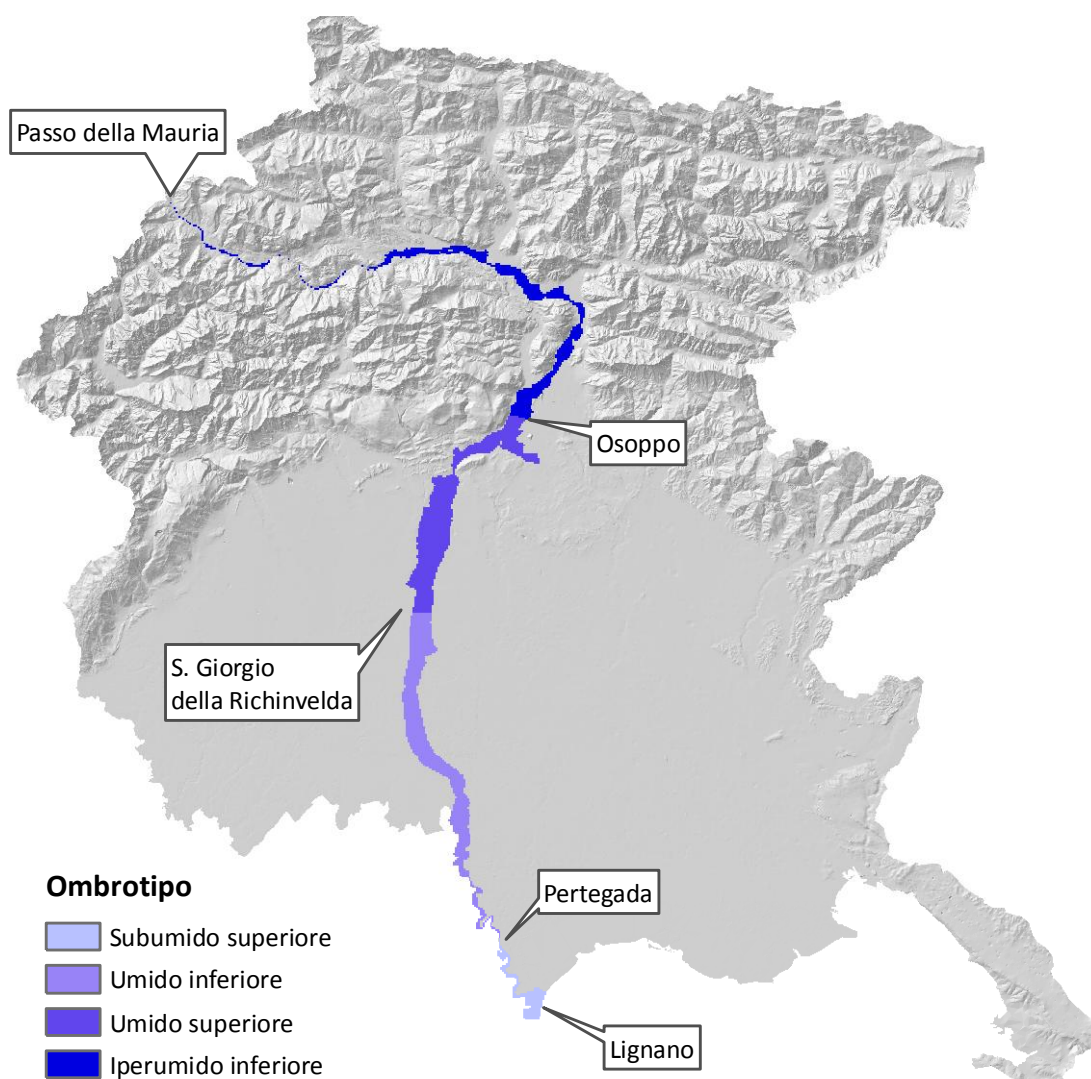 Passo della Mauria
Osoppo
S. Giorgio
della Richinvelda
Pertegada
Lignano
Ombrotipo
Subumido superiore
Umido inferiore
Umido superiore
Iperumido inferiore